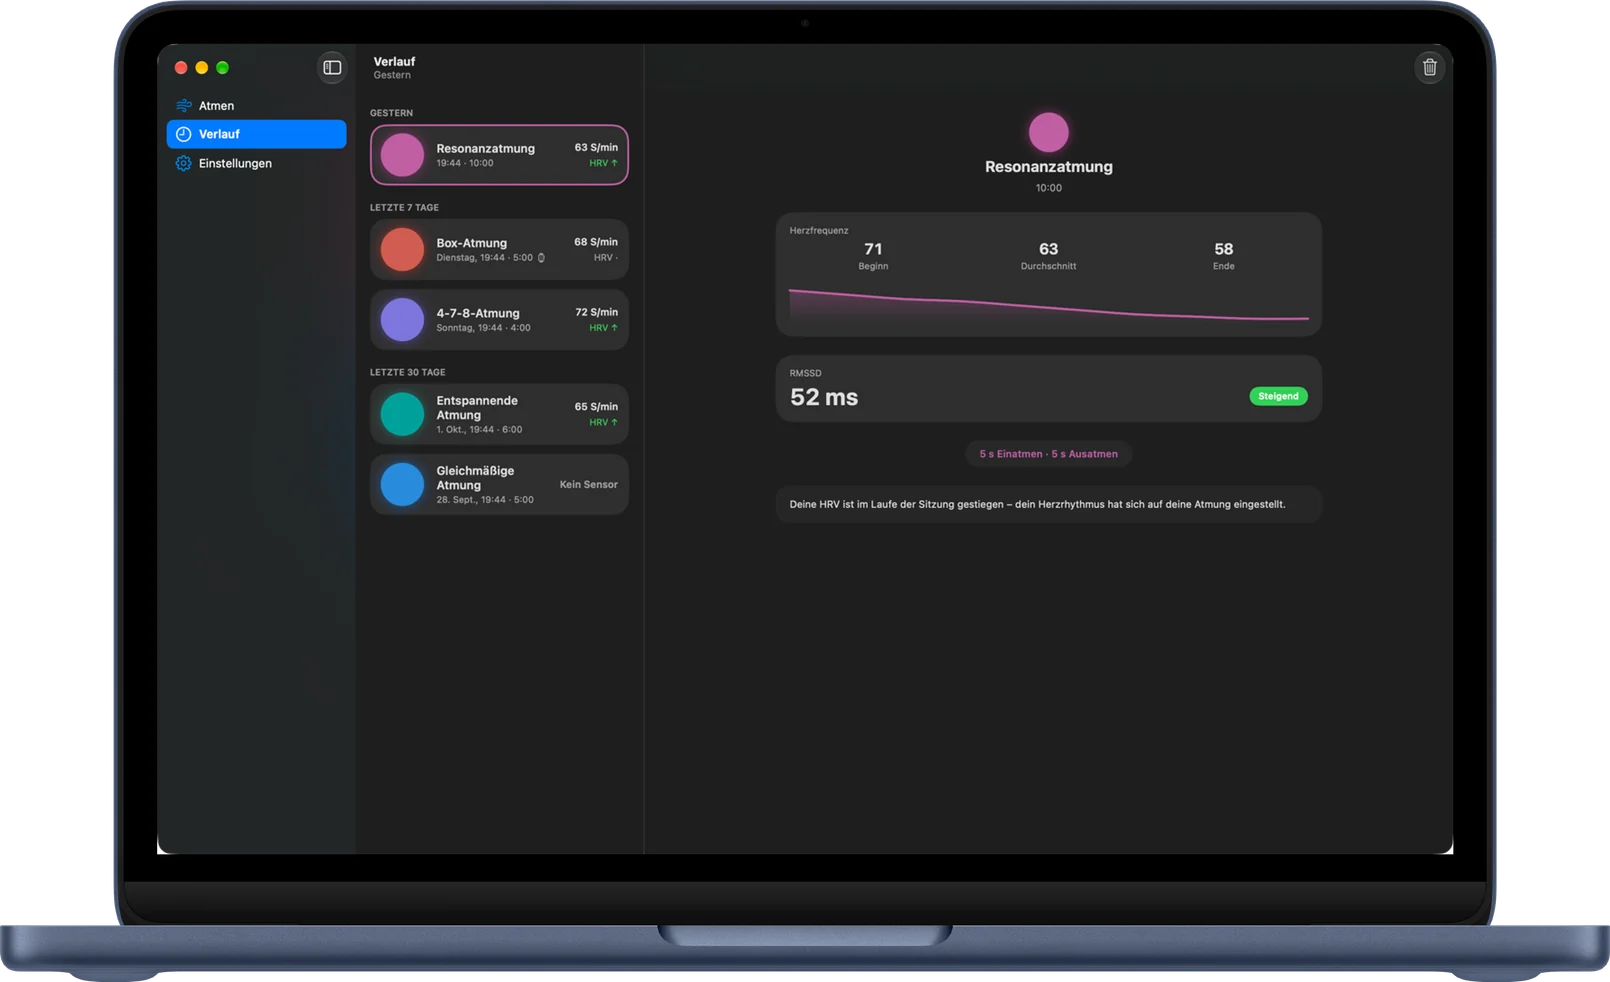 Atmen
Verlauf
Einstellungen
Verlauf
Gestern
GESTERN
Resonanzatmung
19:44 · 10:00
63 S/min
HRV ↑
LETZTE 7 TAGE
Box-Atmung
Dienstag, 19:44 · 5:00
68 S/min
HRV ·
4-7-8-Atmung
Sonntag, 19:44 · 4:00
72 S/min
HRV ↑
LETZTE 30 TAGE
Entspannende
Atmung
1. Okt., 19:44 · 6:00
65 S/min
HRV ↑
Gleichmäßige
Atmung
28. Sept., 19:44 · 5:00
Kein Sensor
Resonanzatmung
10:00
Herzfrequenz
71 63 58
Beginn Durchschnitt Ende
RMSSD
52 ms
Steigend
5 s Einatmen · 5 s Ausatmen
Deine HRV ist im Laufe der Sitzung gestiegen – dein Herzrhythmus hat sich auf deine Atmung eingestellt.